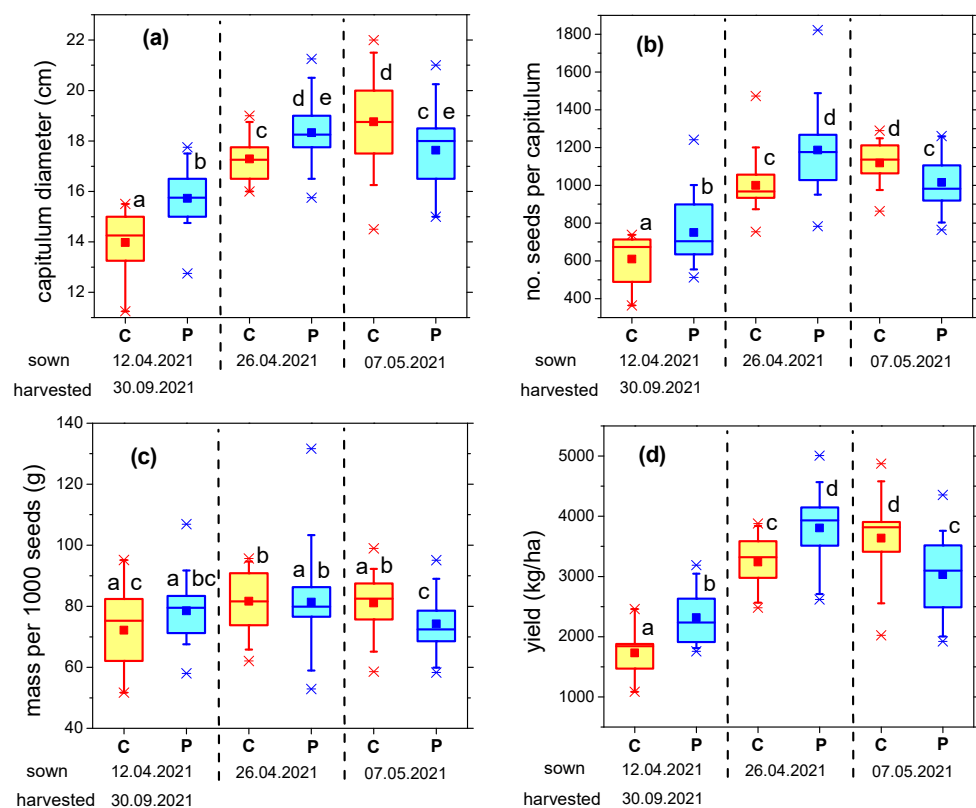 (a)
capitulum diameter (cm)
22
20
18
16
14
12
a
b
c
d e
d
c e
C P C P C P
sown 12.04.2021 26.04.2021 07.05.2021
harvested 30.09.2021
(b)
no. seeds per capitulum
1800
1600
1400
1200
1000
800
600
400
a
b
c
d
d
c
C P C P C P
sown 12.04.2021 26.04.2021 07.05.2021
harvested 30.09.2021
(c)
mass per 1000 seeds (g)
140
120
100
80
60
40
a c
a bc
b
a b
a b
c
C P C P C P
sown 12.04.2021 26.04.2021 07.05.2021
harvested 30.09.2021
(d)
yield (kg/ha)
5000
4000
3000
2000
1000
a
b
c
d
d
c
C P C P C P
sown 12.04.2021 26.04.2021 07.05.2021
harvested 30.09.2021